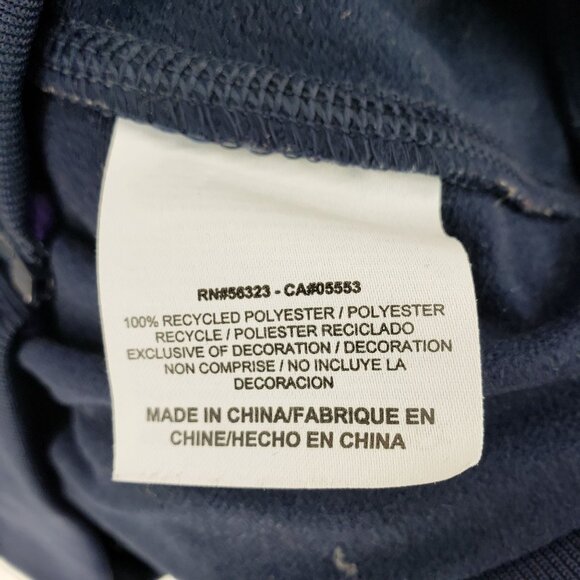 RN#56323 - CA#05553
100% RECYCLED POLYESTER / POLYESTER
RECYCLE / POLIESTER RECICLADO
EXCLUSIVE OF DECORATION / DECORATION
NON COMPRISE / NO INCLUYE LA
DECORACION
MADE IN CHINA/FABRIQUE EN
CHINE/HECHO EN CHINA